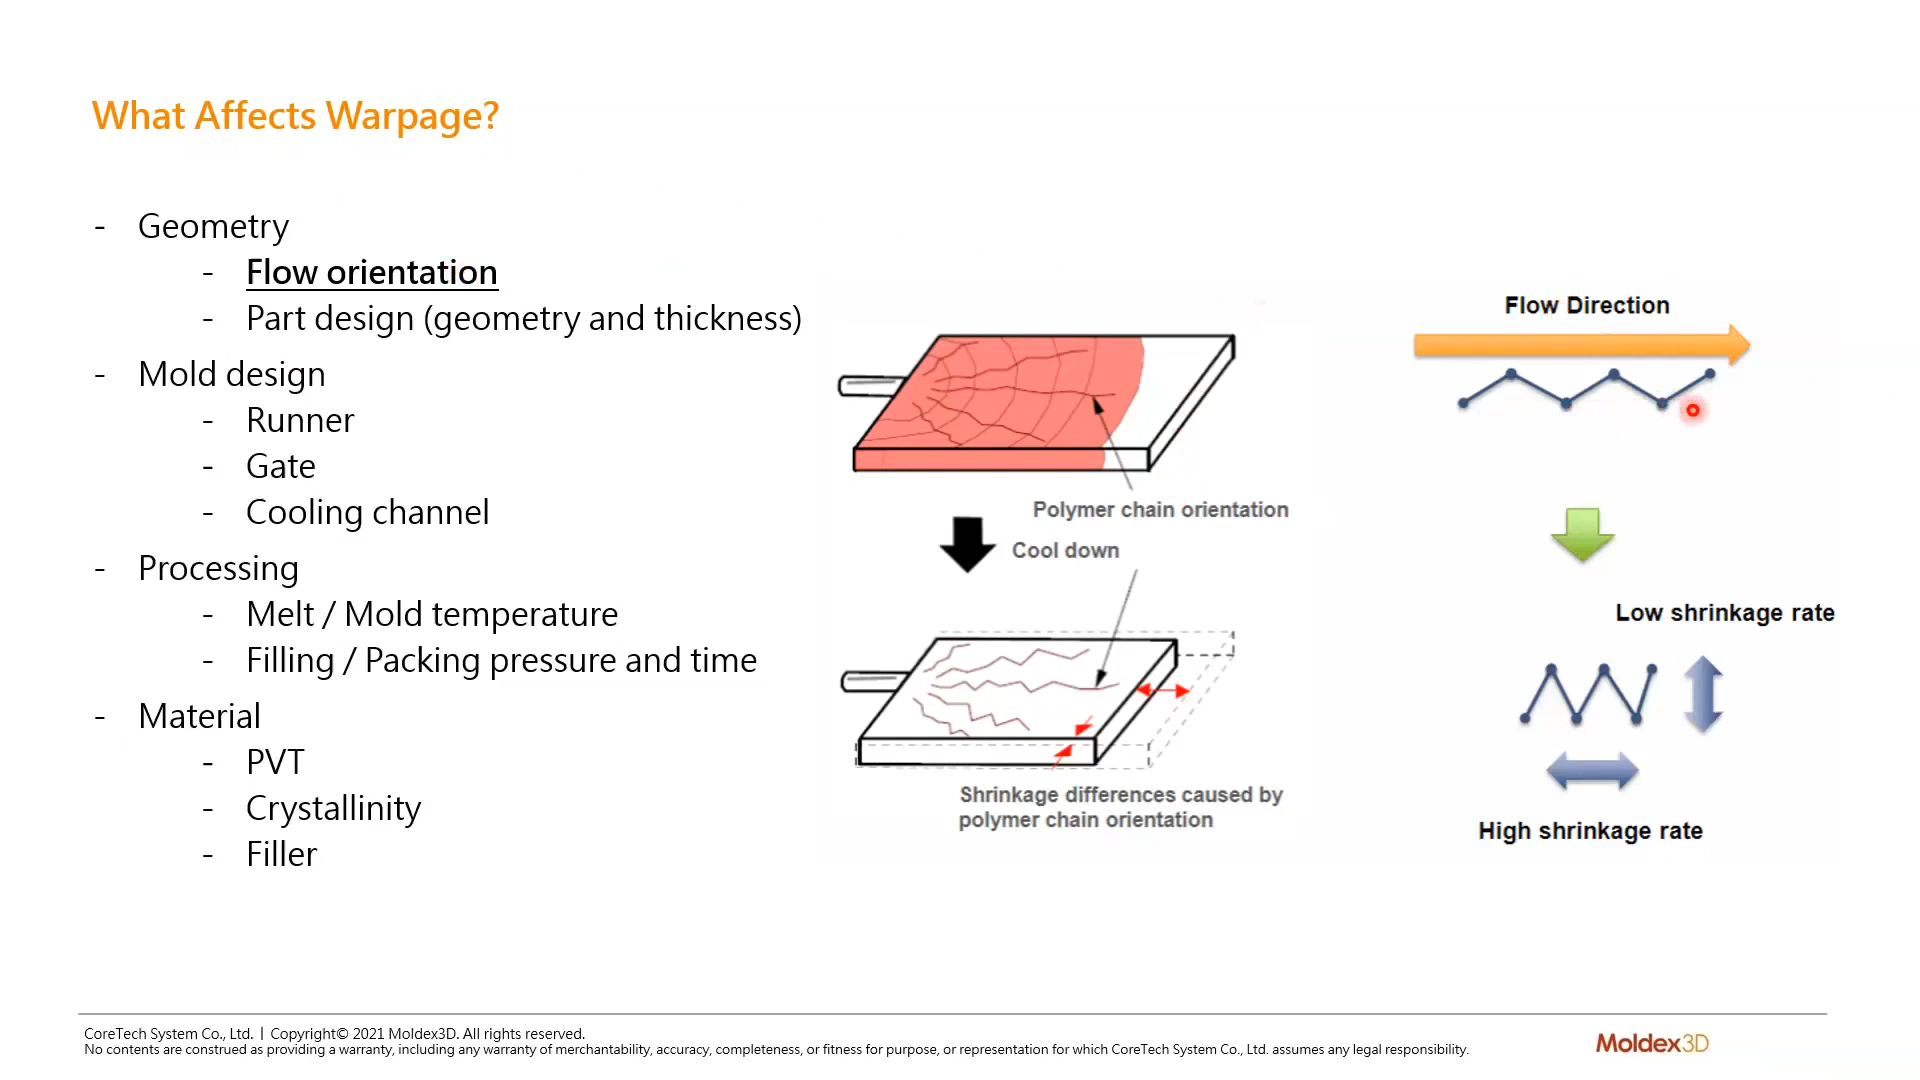 What Affects Warpage?
- Geometry
- Flow orientation
- Part design (geometry and thickness)
- Mold design
- Runner
- Gate
- Cooling channel
- Processing
- Melt / Mold temperature
- Filling / Packing pressure and time
- Material
- PVT
- Crystallinity
- Filler
Polymer chain orientation
Cool down
Shrinkage differences caused by
polymer chain orientation
Flow Direction
Low shrinkage rate
High shrinkage rate
CoreTech System Co., Ltd. | Copyright© 2021 Moldex3D. All rights reserved.
No contents are construed as providing a warranty, including any warranty of merchantability, accuracy, completeness, or fitness for purpose, or representation for which CoreTech System Co., Ltd. assumes any legal responsibility.
Moldex3D